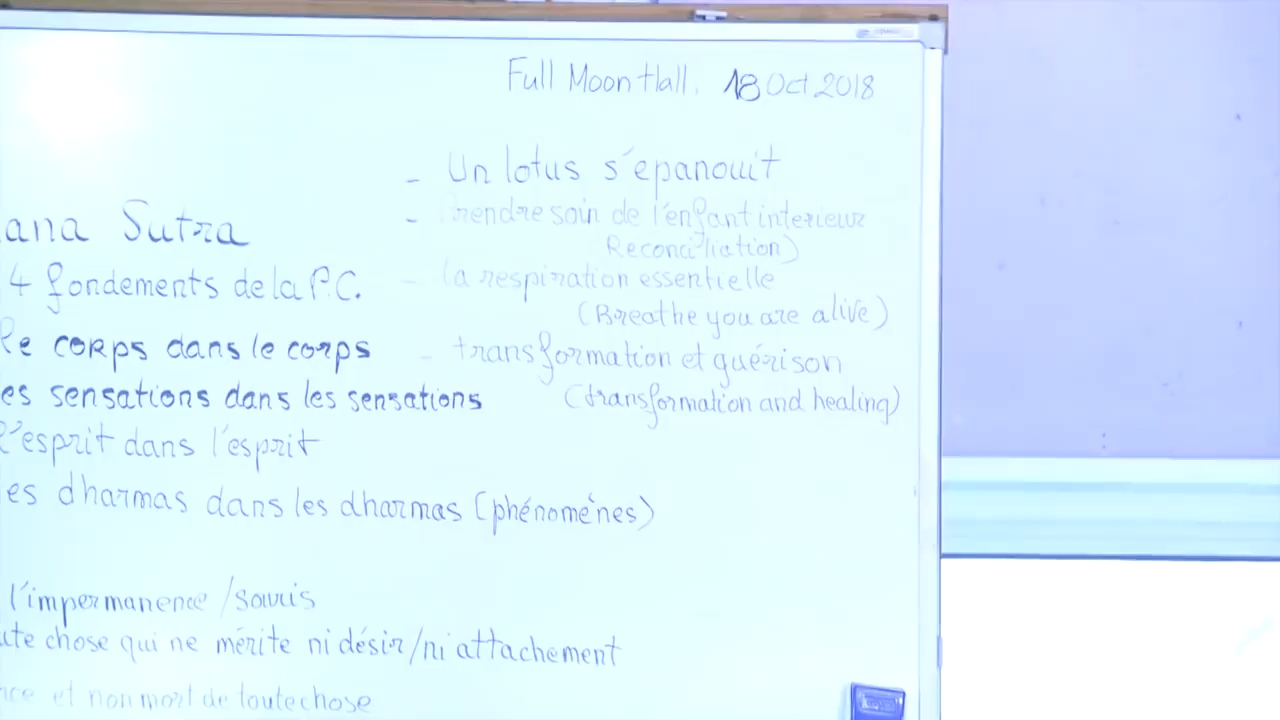 Full Moon Hall. 18 Oct 2018
- Un lotus s'épanouit
- Prendre soin de l'enfant interieur
Reconciliation)
- la respiration essentielle
(Breathe you are alive)
- transformation et guérison
(transformation and healing)
ana Sutra
4 fondements de la P.C.
le corps dans le corps
es sensations dans les sensations
l'esprit dans l'esprit
es dharmas dans les dharmas (phénomènes)
l'impermanence /souris
ute chose qui ne mérite ni désir/ni attachement
nce et non mort de toute chose